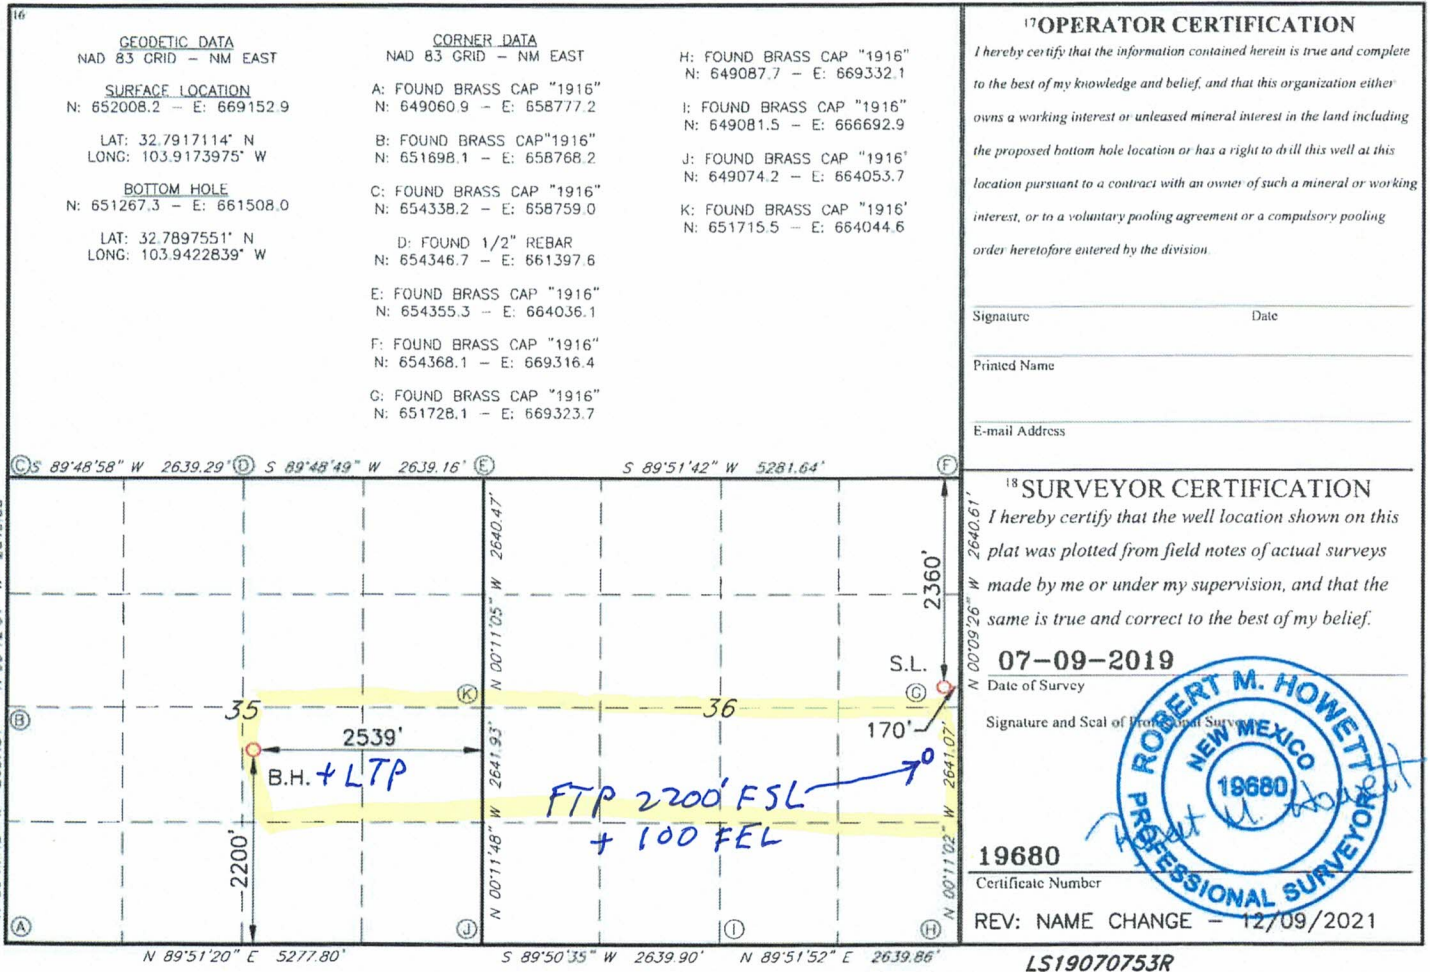 16
GEODETIC DATA
NAD 83 GRID – NM EAST
SURFACE LOCATION
N: 652008.2 – E: 669152.9
LAT: 32.7917114° N
LONG: 103.9173975° W
BOTTOM HOLE
N: 651267.3 – E: 661508.0
LAT: 32.7897551° N
LONG: 103.9422839° W
CORNER DATA
NAD 83 GRID – NM EAST
A: FOUND BRASS CAP "1916"
N: 649060.9 – E: 658777.2
B: FOUND BRASS CAP"1916"
N: 651698.1 – E: 658768.2
C: FOUND BRASS CAP "1916"
N: 654338.2 – E: 658759.0
D: FOUND 1/2" REBAR
N: 654346.7 – E: 661397.6
E: FOUND BRASS CAP "1916"
N: 654355.3 – E: 664036.1
F: FOUND BRASS CAP "1916"
N: 654368.1 – E: 669316.4
G: FOUND BRASS CAP "1916"
N: 651728.1 – E: 669323.7
H: FOUND BRASS CAP "1916"
N: 649087.7 – E: 669332.1
I: FOUND BRASS CAP "1916"
N: 649081.5 – E: 666692.9
J: FOUND BRASS CAP "1916"
N: 649074.2 – E: 664053.7
K: FOUND BRASS CAP "1916"
N: 651715.5 – E: 664044.6
17 OPERATOR CERTIFICATION
I hereby certify that the information contained herein is true and complete
to the best of my knowledge and belief, and that this organization either
owns a working interest or unleased mineral interest in the land including
the proposed bottom hole location or has a right to drill this well at this
location pursuant to a contract with an owner of such a mineral or working
interest, or to a voluntary pooling agreement or a compulsory pooling
order heretofore entered by the division.
Signature Date
Printed Name
E-mail Address
C S 89°48'58" W 2639.29' D S 89°48'49" W 2639.16' E S 89°51'42" W 5281.64' F
N 00°11'05" W 2640.47'
2360'
N 00°09'26" W 2640.61'
S.L.
K
G
B
35
36
170'
2539'
B.H. + LTP
N 00°11'48" W 2641.93'
FTP 2200' FSL
+ 100 FEL
2200'
N 00°11'02" W 2641.07'
A
J
I
H
N 89°51'20" E 5277.80' S 89°50'35" W 2639.90' N 89°51'52" E 2639.86'
18 SURVEYOR CERTIFICATION
I hereby certify that the well location shown on this
plat was plotted from field notes of actual surveys
made by me or under my supervision, and that the
same is true and correct to the best of my belief.
07–09–2019
Date of Survey
Signature and Seal of Professional Surveyor
ROBERT M. HOWETT
NEW MEXICO
19680
PROFESSIONAL SURVEYOR
Robert M. Howett
19680
Certificate Number
REV: NAME CHANGE – 12/09/2021
LS19070753R